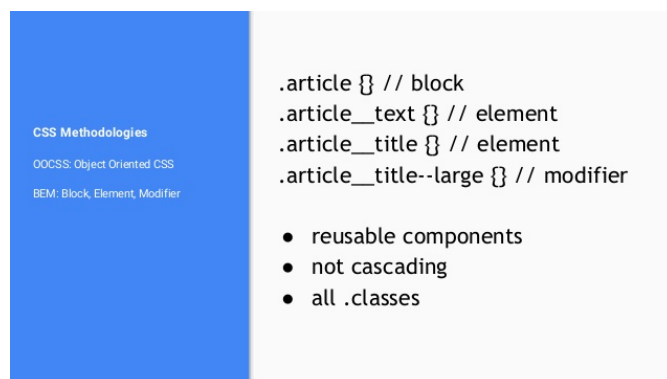 CSS Methodologies
OOCSS: Object Oriented CSS
BEM: Block, Element, Modifier
.article {} // block
.article__text {} // element
.article__title {} // element
.article__title--large {} // modifier
● reusable components
● not cascading
● all .classes